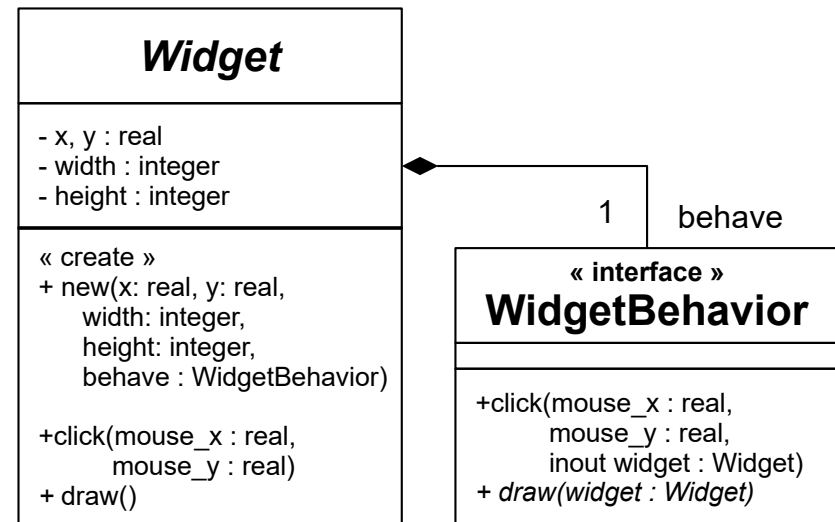 Widget
- x, y : real
- width : integer
- height : integer
« create »
+ new(x: real, y: real,
width: integer,
height: integer,
behave : WidgetBehavior)
+click(mouse_x : real,
mouse_y : real)
+ draw()
1
behave
« interface »
WidgetBehavior
+click(mouse_x : real,
mouse_y : real,
inout widget : Widget)
+ draw(widget : Widget)